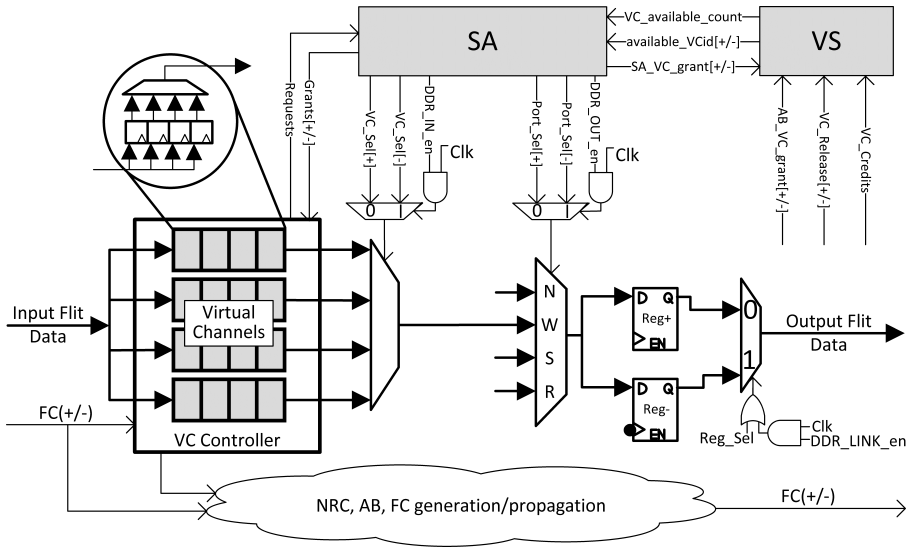 SA
VS
VC_available_count
available_VCid[+/-]
SA_VC_grant[+/-]
Requests
Grants[+/-]
VC_Sel[+]
VC_Sel[-]
DDR_IN_en
Clk
Port_Sel[+]
Port_Sel[-]
DDR_OUT_en
Clk
AB_VC_grant[+/-]
VC_Release[+/-]
VC_Credits
0 1
0 1
Input Flit
Data
Virtual
Channels
VC Controller
N
W
S
R
D Q
Reg+
EN
D Q
Reg-
EN
0
1
Output Flit
Data
Reg_Sel
Clk
DDR_LINK_en
FC(+/-)
NRC, AB, FC generation/propagation
FC(+/-)